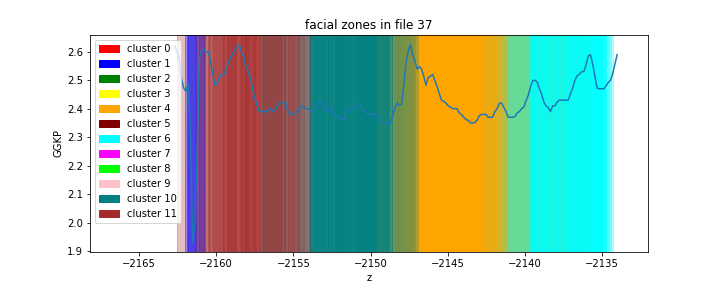 facial zones in file 37
GGKP
2.6
2.5
2.4
2.3
2.2
2.1
2.0
1.9
cluster 0
cluster 1
cluster 2
cluster 3
cluster 4
cluster 5
cluster 6
cluster 7
cluster 8
cluster 9
cluster 10
cluster 11
−2165 −2160 −2155 −2150 −2145 −2140 −2135
z